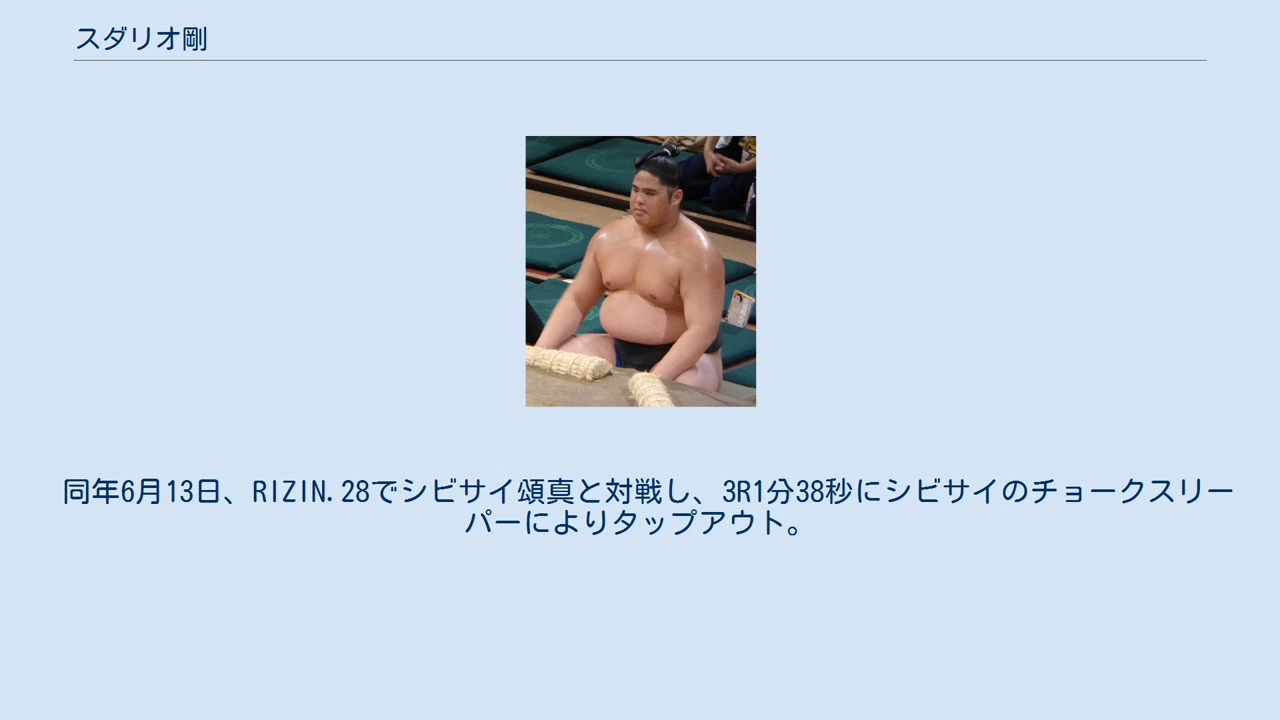 スダリオ剛
同年6月13日、RIZIN.28でシビサイ頌真と対戦し、3R1分38秒にシビサイのチョークスリー
パーによりタップアウト。